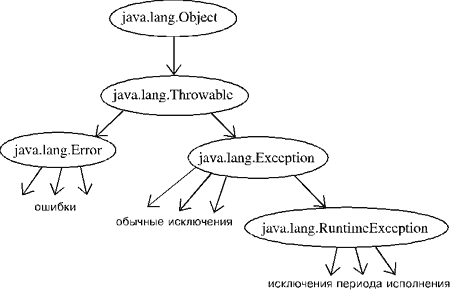 java.lang.Object
java.lang.Throwable
java.lang.Error
java.lang.Exception
ошибки
обычные исключения
java.lang.RuntimeException
исключения периода исполнения